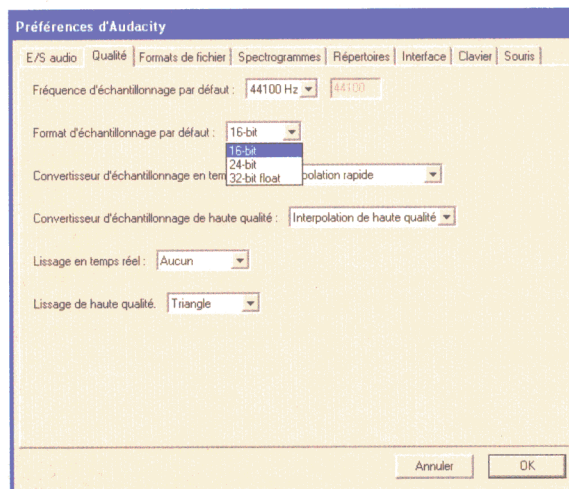 Préférences d'Audacity
E/S audio Qualité Formats de fichier Spectrogrammes Répertoires Interface Clavier Souris
Fréquence d'échantillonnage par défaut : 44100 Hz 44100
Format d'échantillonnage par défaut : 16-bit
16-bit
24-bit
32-bit float
Convertisseur d'échantillonnage en rapide
Convertisseur d'échantillonnage de haute qualité : Interpolation de haute qualité
Lissage en temps réel : Aucun
Lissage de haute qualité. Triangle
Annuler OK